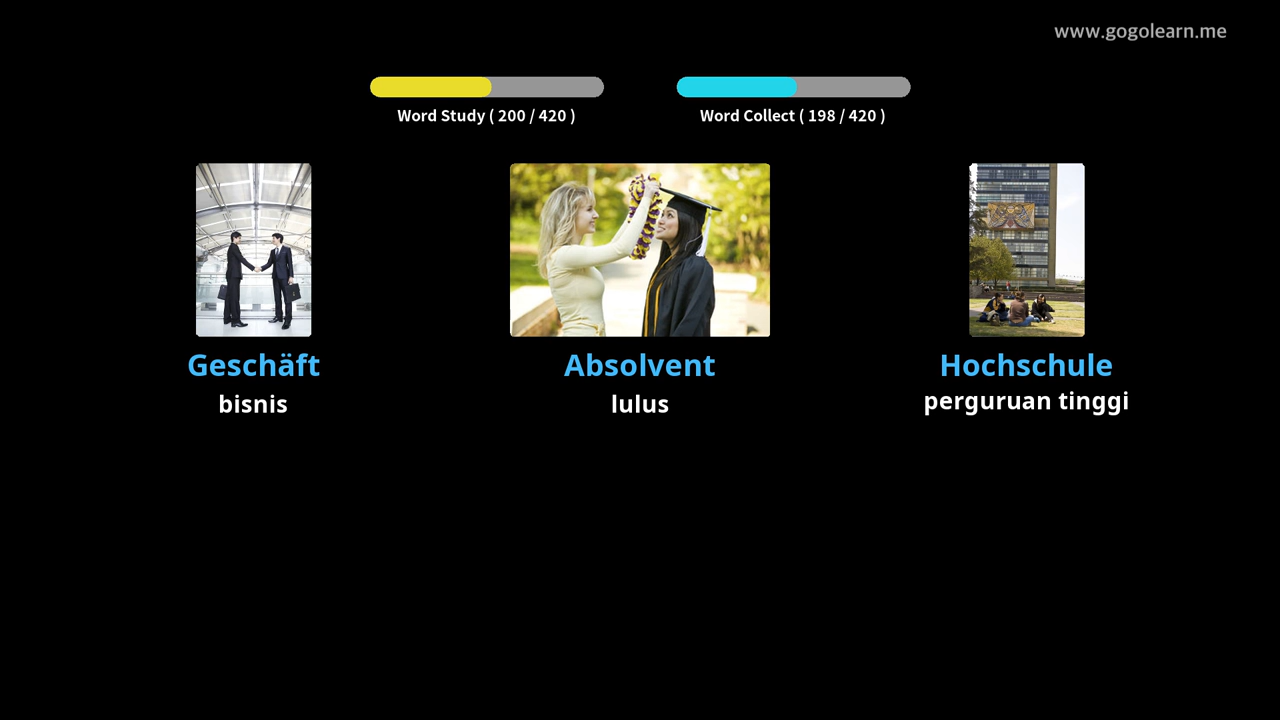 www.gogolearn.me
Word Study ( 200 / 420 )
Word Collect ( 198 / 420 )
Geschäft
bisnis
Absolvent
lulus
Hochschule
perguruan tinggi